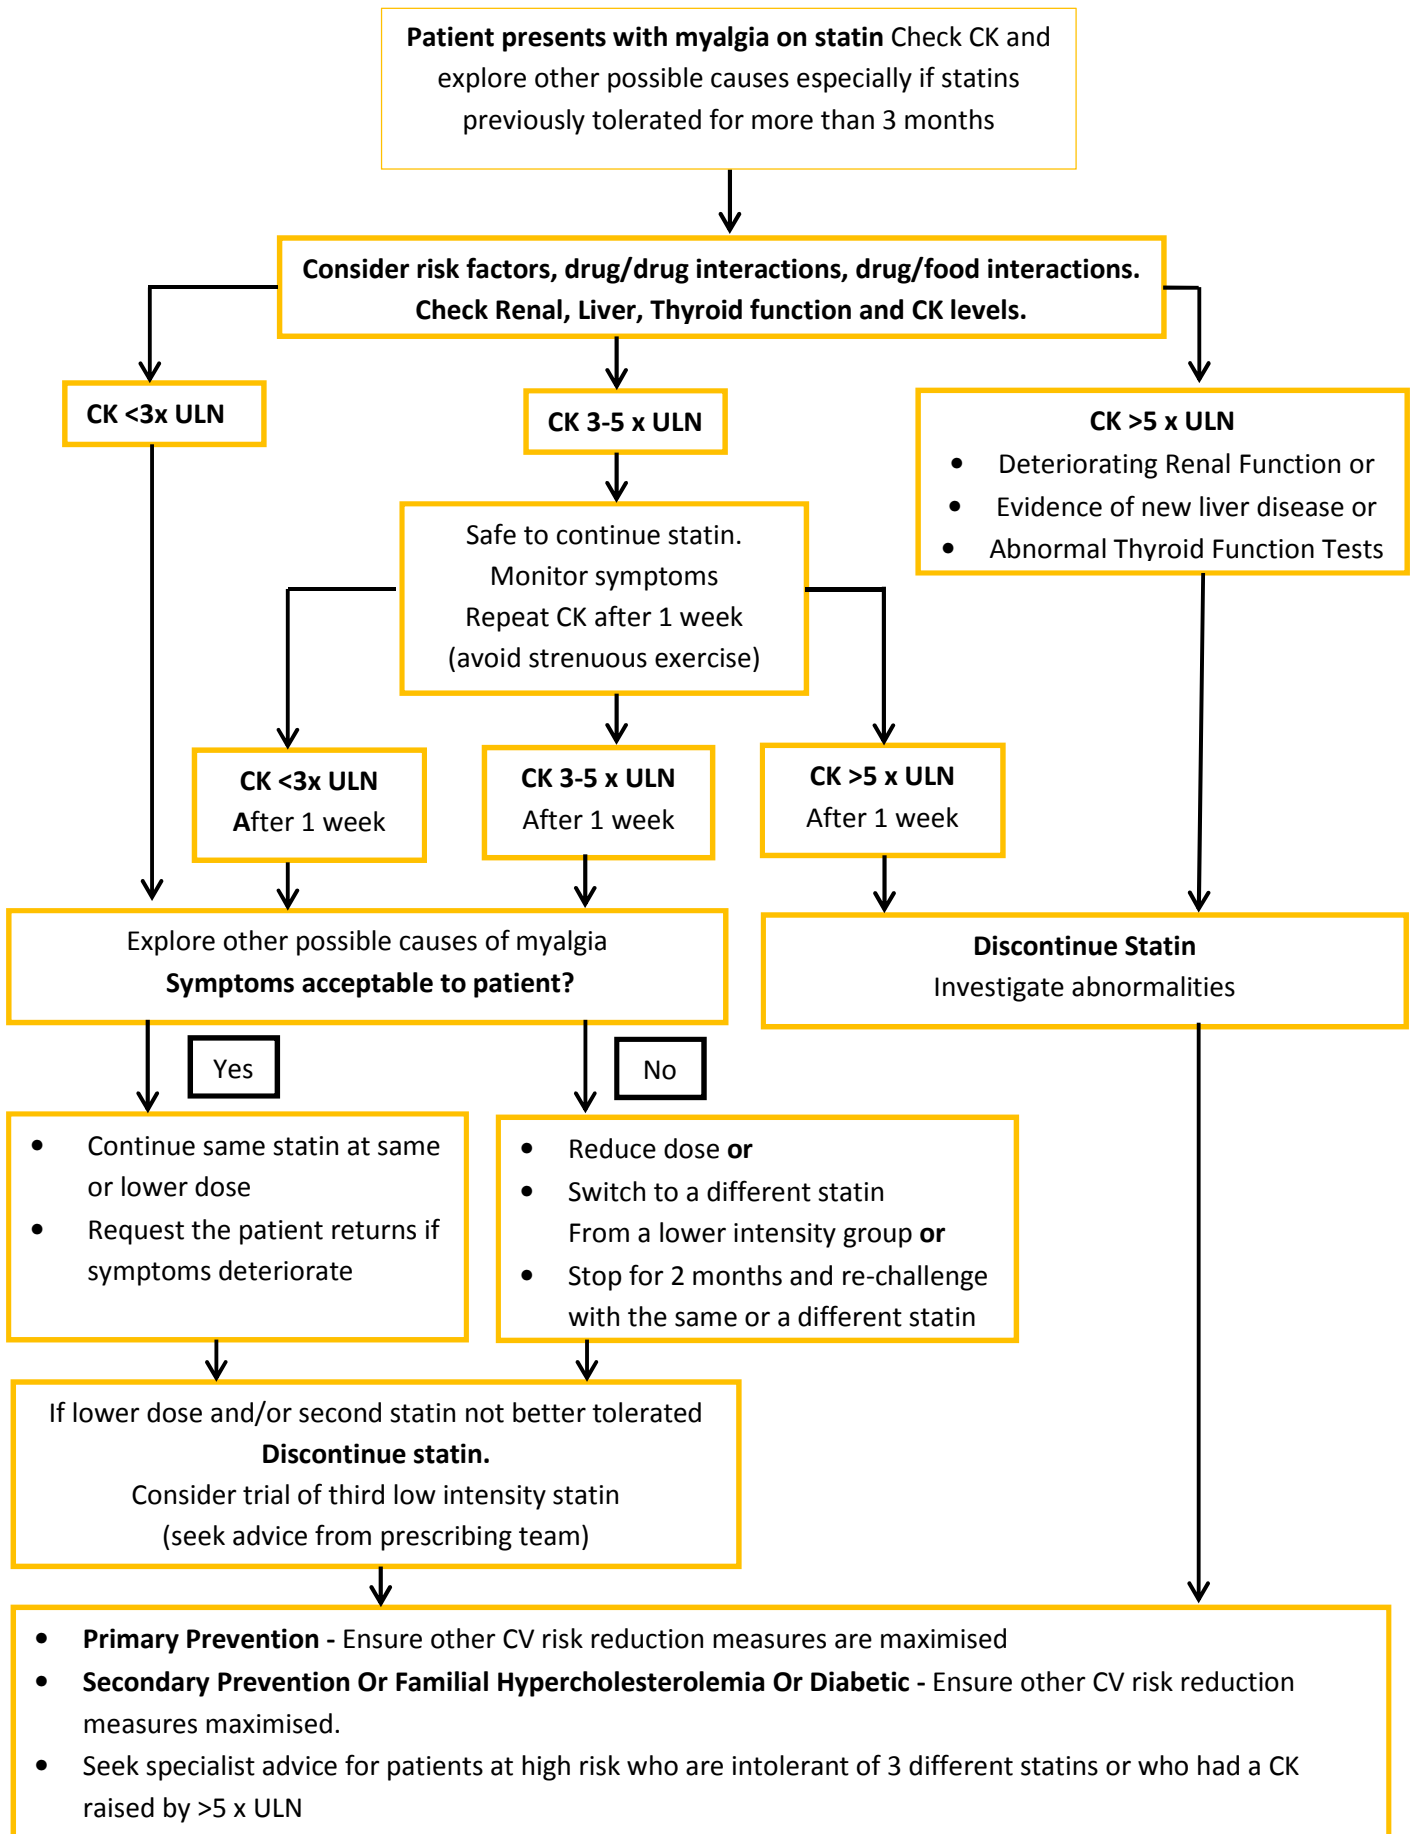 Patient presents with myalgia on statin Check CK and
explore other possible causes especially if statins
previously tolerated for more than 3 months
Consider risk factors, drug/drug interactions, drug/food interactions.
Check Renal, Liver, Thyroid function and CK levels.
CK <3x ULN
CK 3-5 x ULN
CK >5 x ULN
• Deteriorating Renal Function or
• Evidence of new liver disease or
• Abnormal Thyroid Function Tests
Safe to continue statin.
Monitor symptoms
Repeat CK after 1 week
(avoid strenuous exercise)
CK <3x ULN
After 1 week
CK 3-5 x ULN
After 1 week
CK >5 x ULN
After 1 week
Explore other possible causes of myalgia
Symptoms acceptable to patient?
Discontinue Statin
Investigate abnormalities
Yes
No
• Continue same statin at same
or lower dose
• Request the patient returns if
symptoms deteriorate
• Reduce dose or
• Switch to a different statin
From a lower intensity group or
• Stop for 2 months and re-challenge
with the same or a different statin
If lower dose and/or second statin not better tolerated
Discontinue statin.
Consider trial of third low intensity statin
(seek advice from prescribing team)
• Primary Prevention - Ensure other CV risk reduction measures are maximised
• Secondary Prevention Or Familial Hypercholesterolemia Or Diabetic - Ensure other CV risk reduction
measures maximised.
• Seek specialist advice for patients at high risk who are intolerant of 3 different statins or who had a CK
raised by >5 x ULN